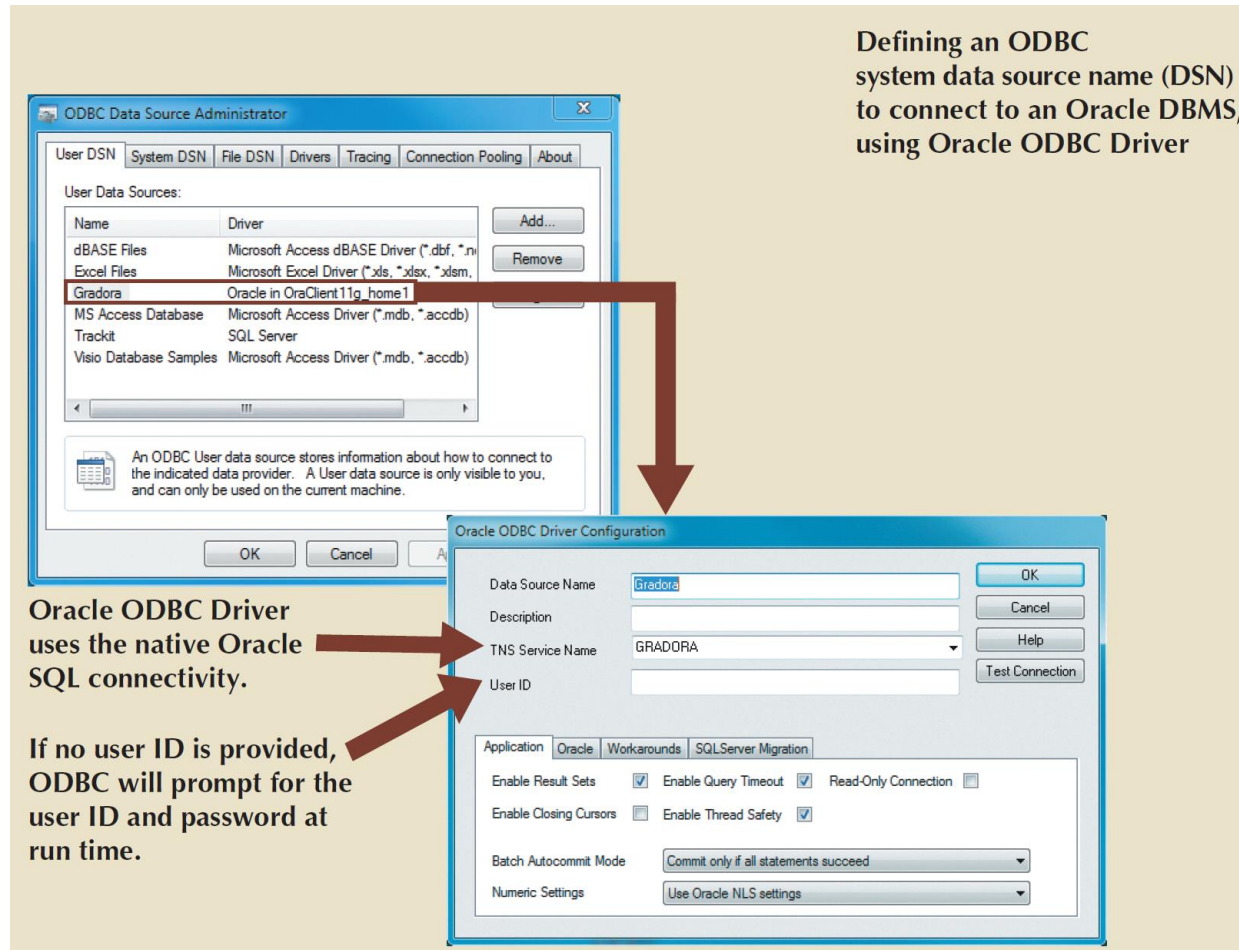 Defining an ODBC
system data source name (DSN)
to connect to an Oracle DBMS,
using Oracle ODBC Driver
ODBC Data Source Administrator
User DSN System DSN File DSN Drivers Tracing Connection Pooling About
User Data Sources:
Name Driver
Add...
dBASE Files Microsoft Access dBASE Driver (*.dbf, *.n
Remove
Excel Files Microsoft Excel Driver (*.xls, *.xlsx, *.xlsm,
Gradora Oracle in OraClient11g_home1
MS Access Database Microsoft Access Driver (*.mdb, *.accdb)
Trackit SQL Server
Visio Database Samples Microsoft Access Driver (*.mdb, *.accdb)
An ODBC User data source stores information about how to connect to
the indicated data provider. A User data source is only visible to you,
and can only be used on the current machine.
OK Cancel
Oracle ODBC Driver Configuration
Data Source Name Gradora
OK
Description
Cancel
TNS Service Name GRADORA
Help
User ID
Test Connection
Application Oracle Workarounds SQLServer Migration
Enable Result Sets Enable Query Timeout Read-Only Connection
Enable Closing Cursors Enable Thread Safety
Batch Autocommit Mode Commit only if all statements succeed
Numeric Settings Use Oracle NLS settings
Oracle ODBC Driver
uses the native Oracle
SQL connectivity.
If no user ID is provided,
ODBC will prompt for the
user ID and password at
run time.